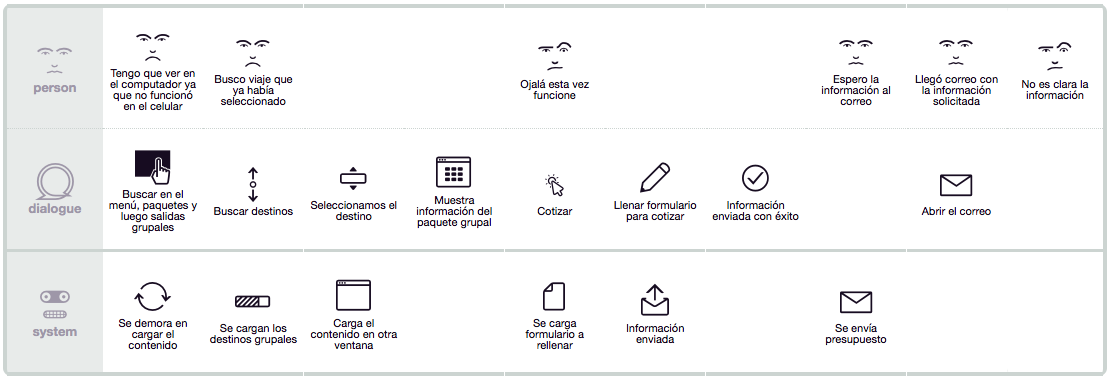 person
Tengo que ver en
el computador ya
que no funcionó
en el celular
Busco viaje que
ya había
seleccionado
Ojalá esta vez
funcione
Espero la
información al
correo
Llegó correo con
la información
solicitada
No es clara la
información
dialogue
Buscar en el
menú, paquetes y
luego salidas
grupales
Buscar destinos
Seleccionamos el
destino
Muestra
información del
paquete grupal
Cotizar
Llenar formulario
para cotizar
Información
enviada con éxito
Abrir el correo
system
Se demora en
cargar el
contenido
Se cargan los
destinos grupales
Carga el
contenido en otra
ventana
Se carga
formulario a
rellenar
Información
enviada
Se envía
presupuesto